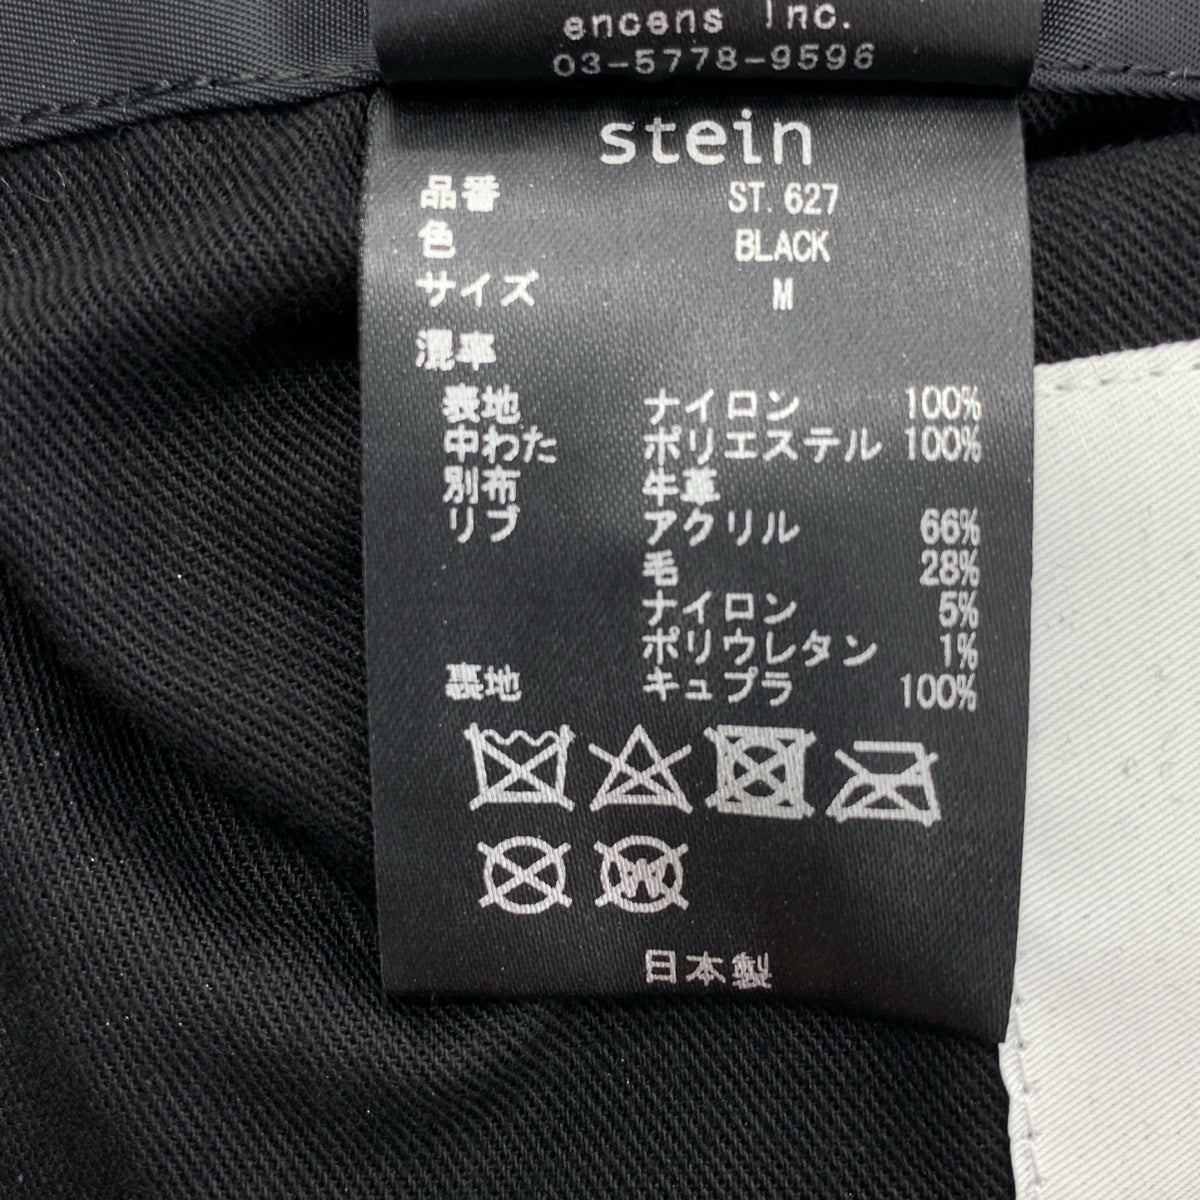 encens Inc.
03-5778-9596
stein
品番 ST.627
色 BLACK
サイズ M
混率
表地 ナイロン 100%
中わた ポリエステル 100%
別布 牛革
リブ アクリル 66%
毛 28%
ナイロン 5%
ポリウレタン 1%
裏地 キュプラ 100%
W
日本製